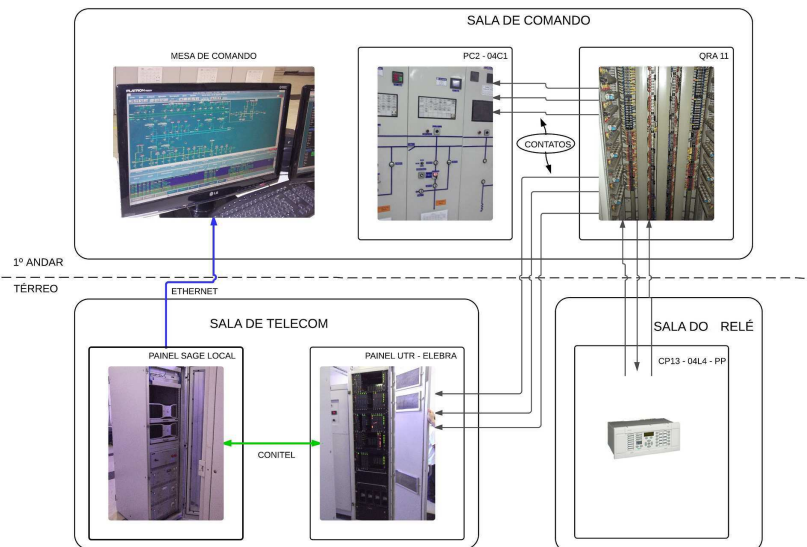 SALA DE COMANDO
MESA DE COMANDO
PC2 - 04C1
QRA 11
CONTATOS
LG
1º ANDAR
TÉRREO
ETHERNET
SALA DE TELECOM
SALA DO RELÉ
PAINEL SAGE LOCAL
PAINEL UTR - ELEBRA
CP13 - 04L4 - PP
CONITEL